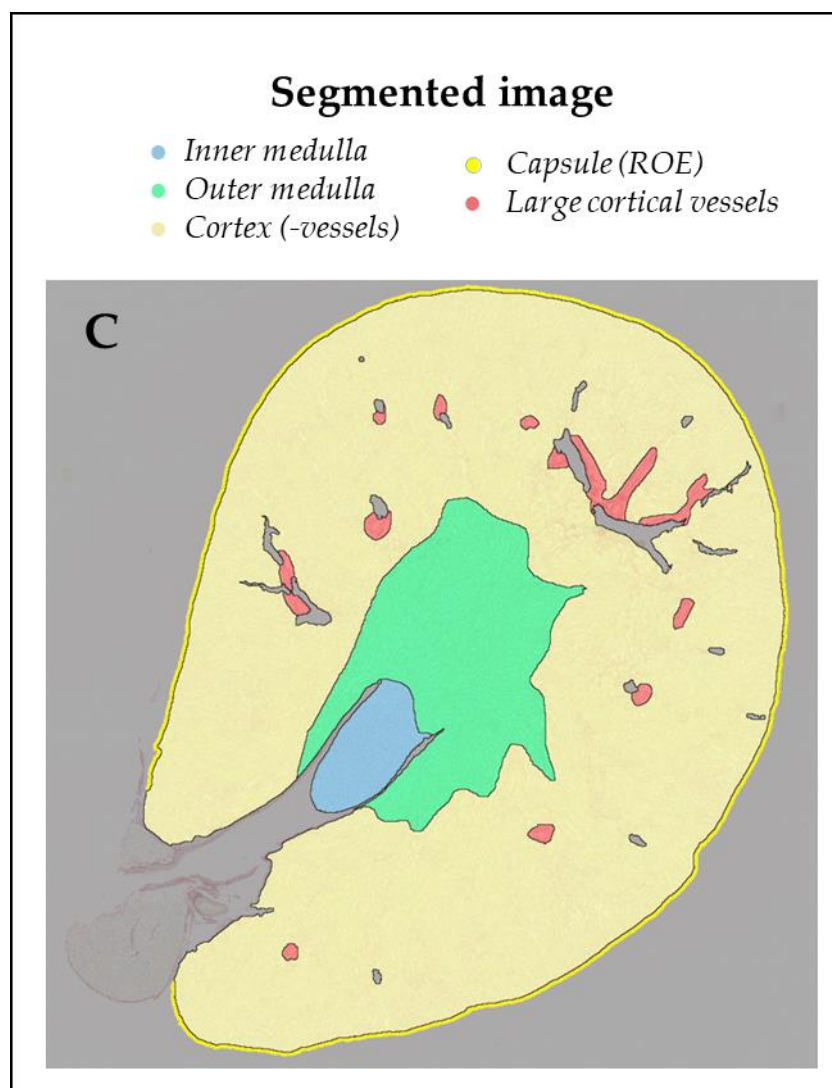 Segmented image
Inner medulla
Outer medulla
Cortex (-vessels)
Capsule (ROE)
Large cortical vessels
C